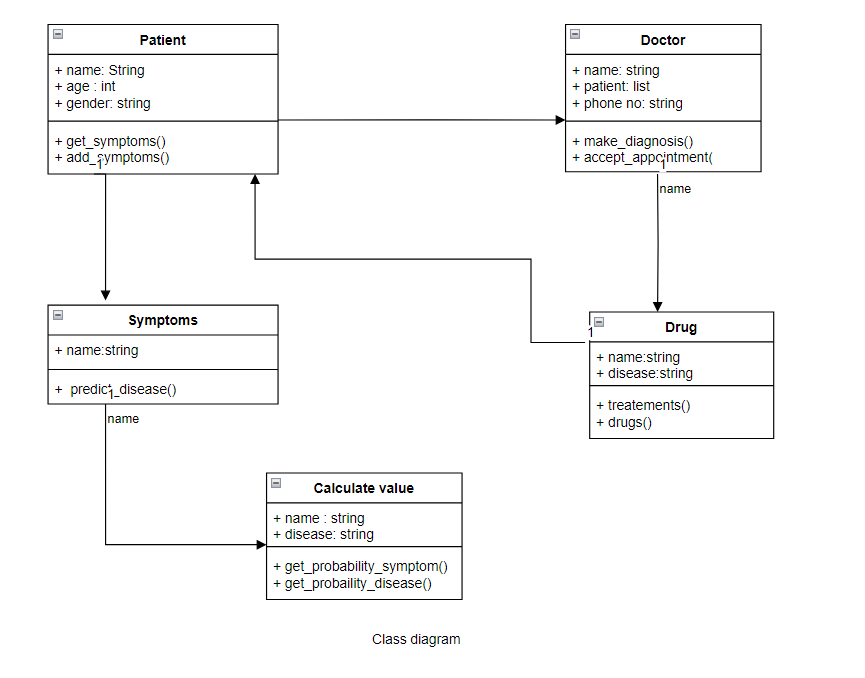 Patient
+ name: String
+ age : int
+ gender: string
+ get_symptoms()
+ add_symptoms()
1
Doctor
+ name: string
+ patient: list
+ phone no: string
+ make_diagnosis()
+ accept_appointment(
1
name
Symptoms
+ name:string
+ predict_disease()
1
name
1
Drug
+ name:string
+ disease:string
+ treatements()
+ drugs()
Calculate value
+ name : string
+ disease: string
+ get_probability_symptom()
+ get_probaility_disease()
Class diagram